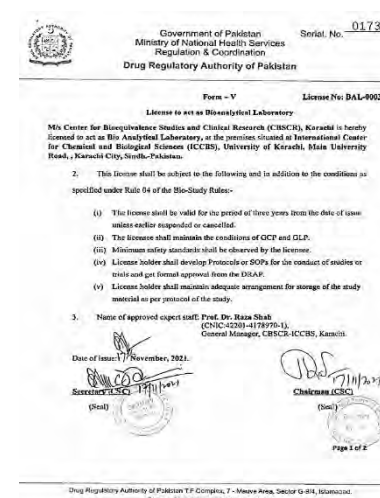 Government of Pakistan
Ministry of National Health Services
Regulation & Coordination
Drug Regulatory Authority of Pakistan
Serial. No. 0173
Form – V
License No: BAL-0002
License to act as Bioanalytical Laboratory
M/s Center for Bioequivalence Studies and Clinical Research (CBSCR), Karachi is hereby
licensed to act as Bio Analytical Laboratory, at the premises situated at International Center
for Chemical and Biological Sciences (ICCBS), University of Karachi, Main University
Road, , Karachi City, Sindh.-Pakistan.
2. This license shall be subject to the following and in addition to the conditions as
specified under Rule 04 of the Bio-Study Rules:-
(i) The license shall be valid for the period of three years from the date of issue
unless earlier suspended or cancelled.
(ii) The licensee shall maintain the conditions of GCP and GLP.
(iii) Minimum safety standards shall be observed by the licensee.
(iv) License holder shall develop Protocols or SOPs for the conduct of studies or
trials and get formal approval from the DRAP.
(v) License holder shall maintain adequate arrangement for storage of the study
material as per protocol of the study.
3. Name of approved expert staff: Prof. Dr. Raza Shah
(CNIC:42201-4178970-1),
General Manager, CBSCR-ICCBS, Karachi.
Date of issue: 17 November, 2021.
17/11/2021
Secretary (CSC)
(Seal)
17/11/2021
Chairman (CSC)
(Seal)
Page 1 of 2
Drug Regulatory Authority of Pakistan T.F Complex, 7 - Mauve Area, Sector G-9/4, Islamabad.